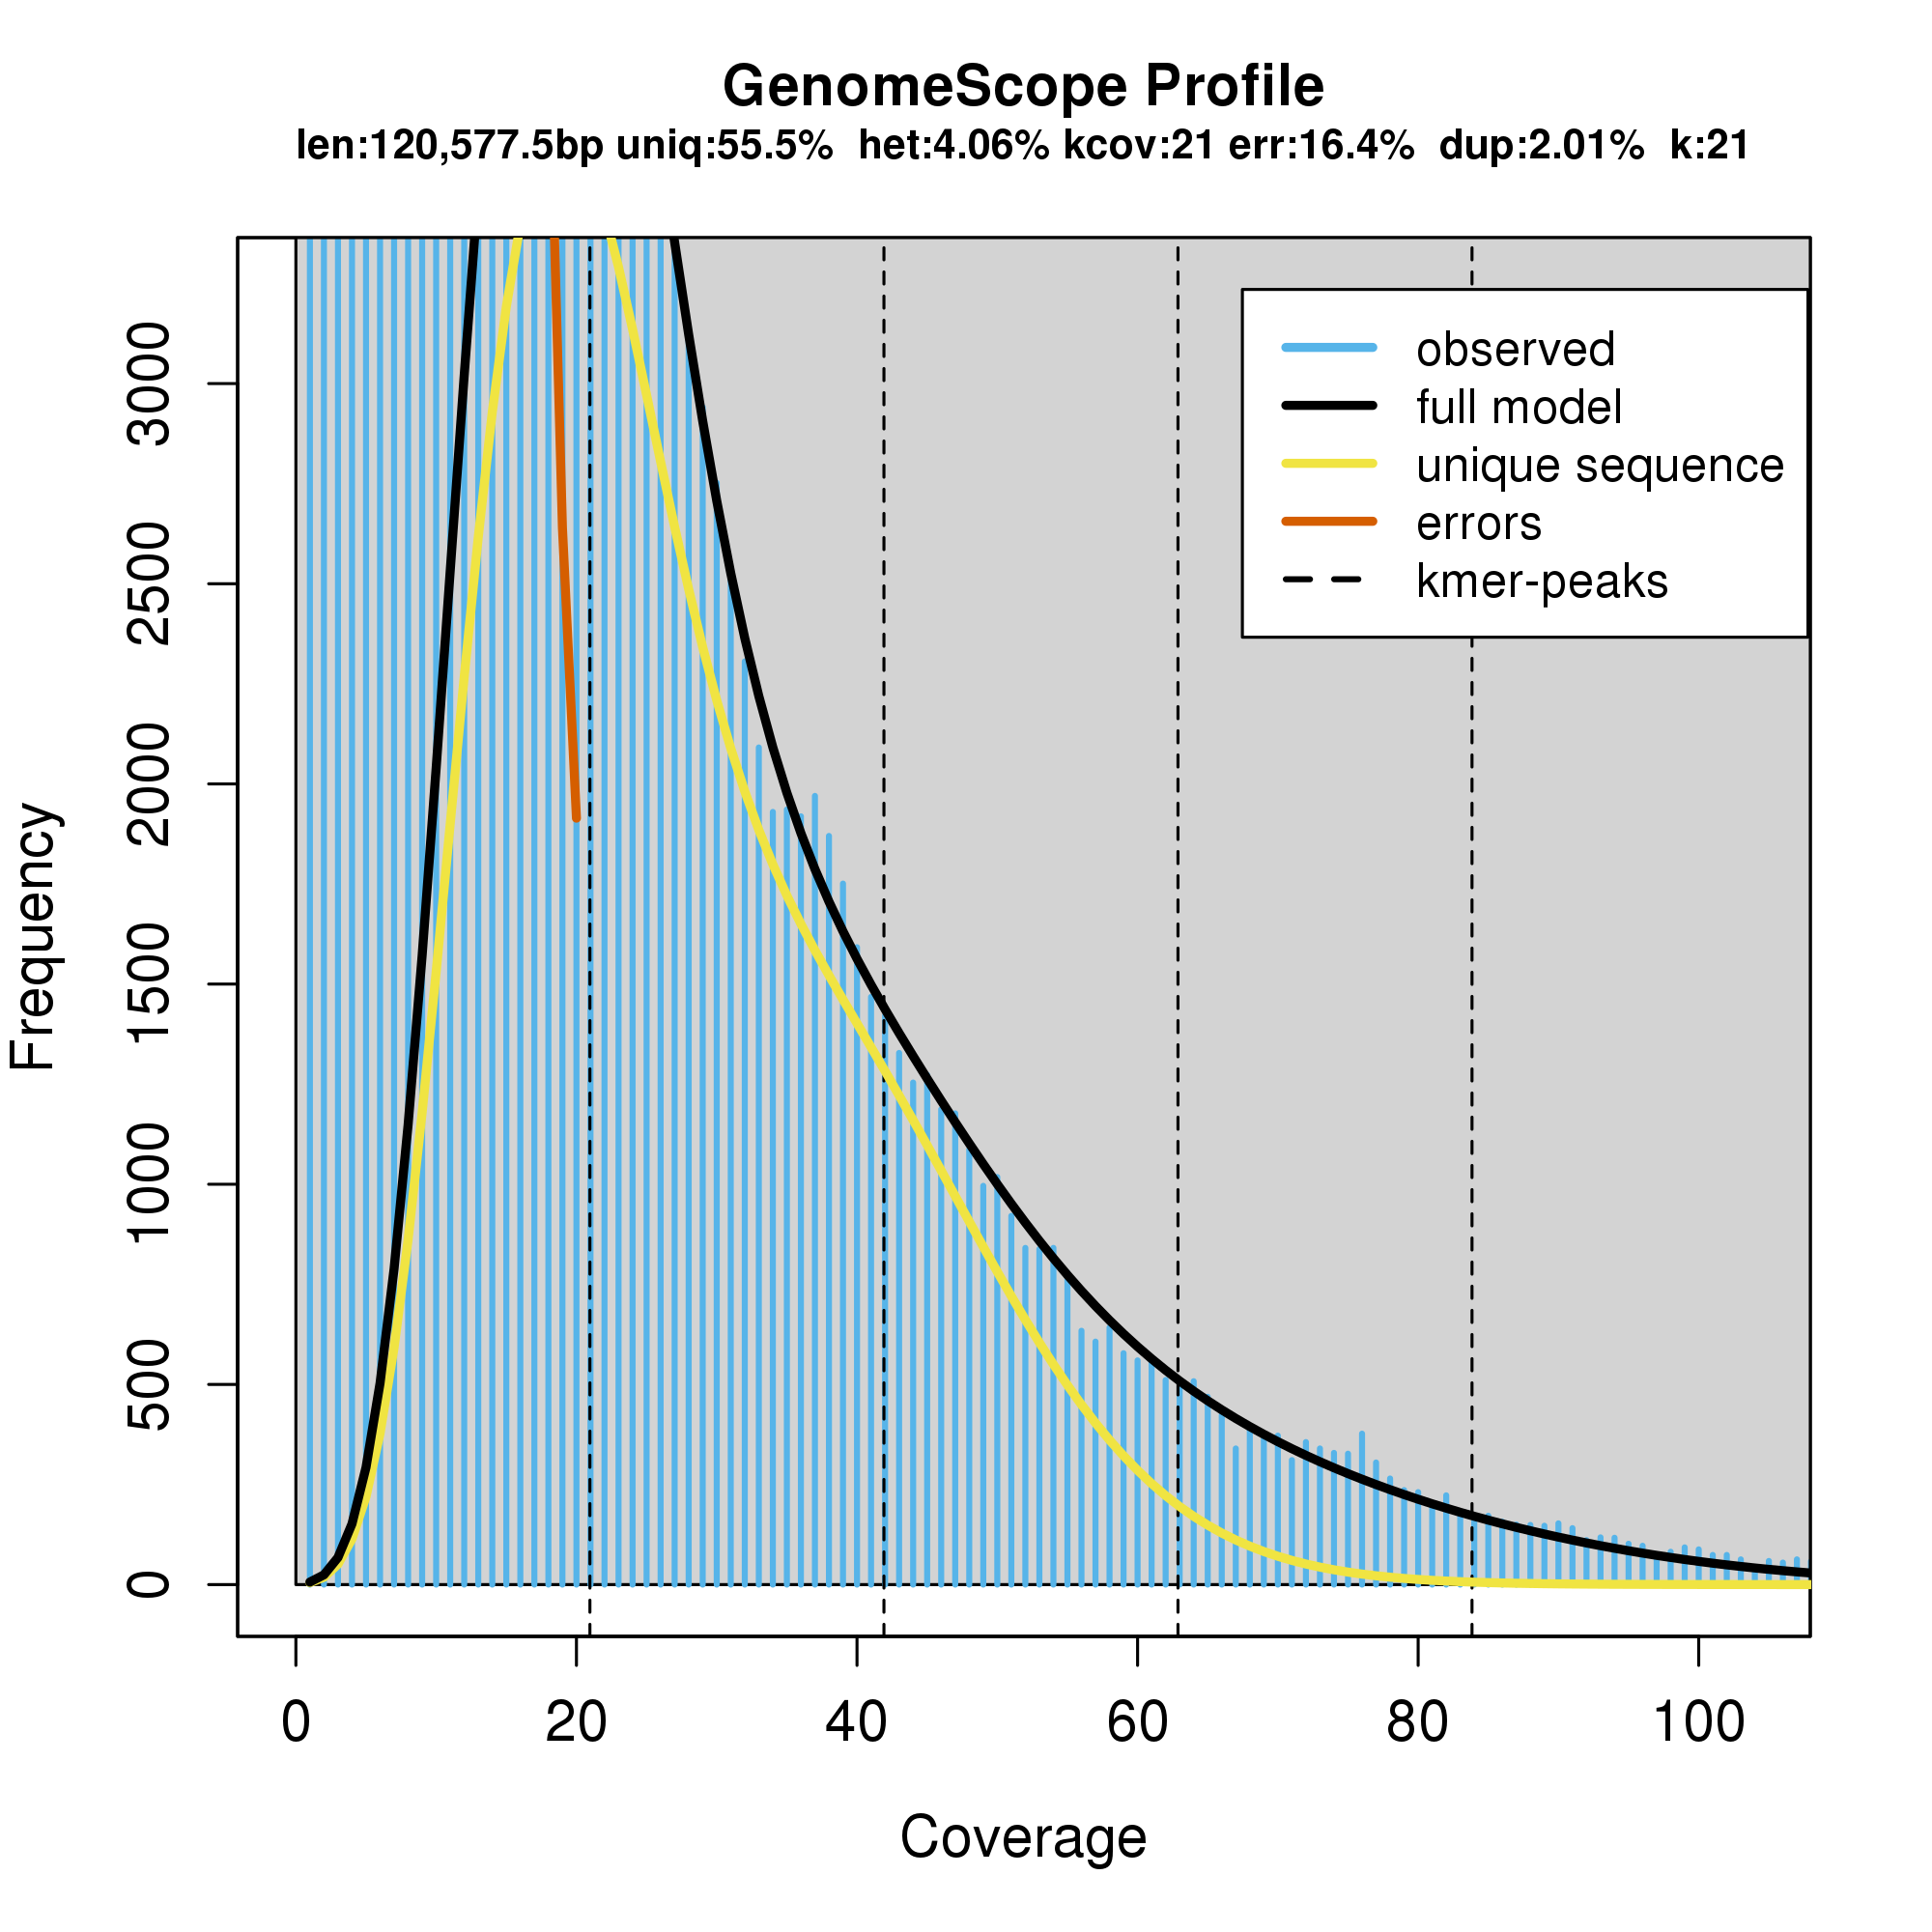 GenomeScope Profile
len:120,577.5bp uniq:55.5% het:4.06% kcov:21 err:16.4% dup:2.01% k:21
observed
full model
unique sequence
errors
kmer-peaks
Frequency
3000
2500
2000
1500
1000
500
0
0 20 40 60 80 100
Coverage